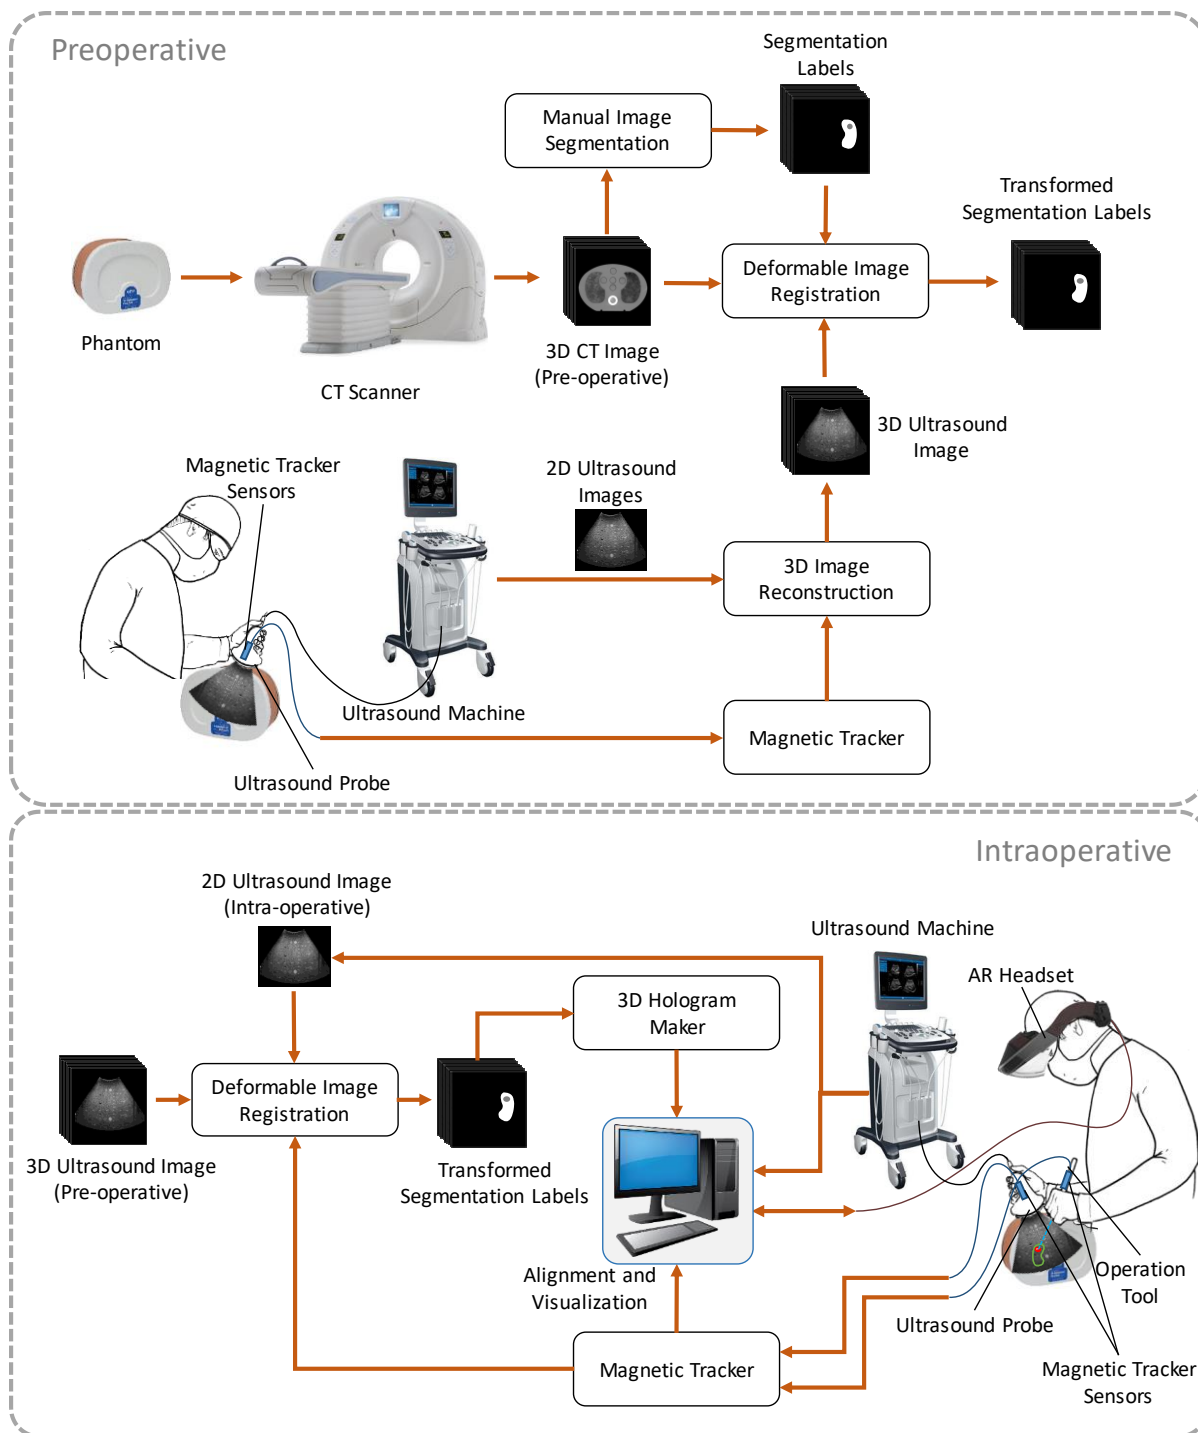 Preoperative
Segmentation
Labels
Manual Image
Segmentation
Transformed
Segmentation Labels
Deformable Image
Registration
Phantom
3D CT Image
(Pre-operative)
CT Scanner
3D Ultrasound
Image
Magnetic Tracker
Sensors
2D Ultrasound
Images
3D Image
Reconstruction
Ultrasound Machine
Magnetic Tracker
Ultrasound Probe
Intraoperative
2D Ultrasound Image
(Intra-operative)
Ultrasound Machine
AR Headset
3D Hologram
Maker
Deformable Image
Registration
3D Ultrasound Image
(Pre-operative)
Transformed
Segmentation Labels
Alignment and
Visualization
Operation
Tool
Ultrasound Probe
Magnetic Tracker
Magnetic Tracker
Sensors